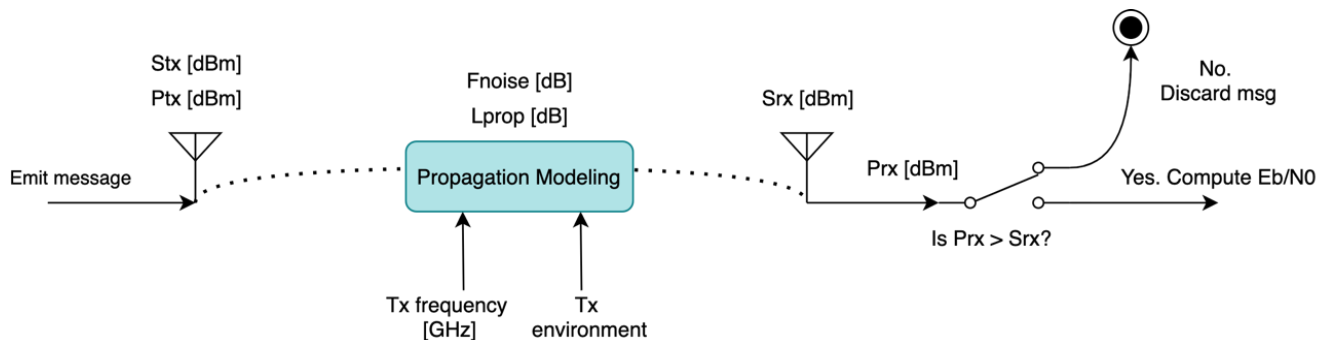 Stx [dBm]
Ptx [dBm]
Fnoise [dB]
Lprop [dB]
Srx [dBm]
No.
Discard msg
Emit message
Propagation Modeling
Prx [dBm]
Yes. Compute Eb/N0
Is Prx > Srx?
Tx frequency
[GHz]
Tx
environment